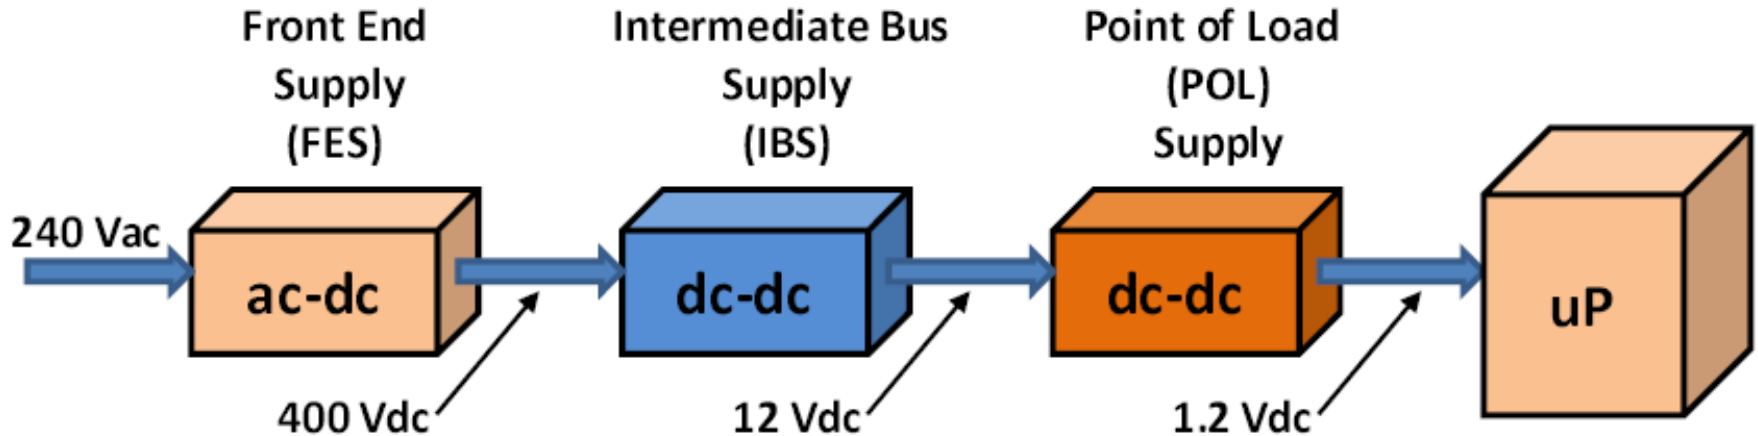 Front End
Supply
(FES)
Intermediate Bus
Supply
(IBS)
Point of Load
(POL)
Supply
240 Vac
ac-dc
dc-dc
dc-dc
uP
400 Vdc
12 Vdc
1.2 Vdc